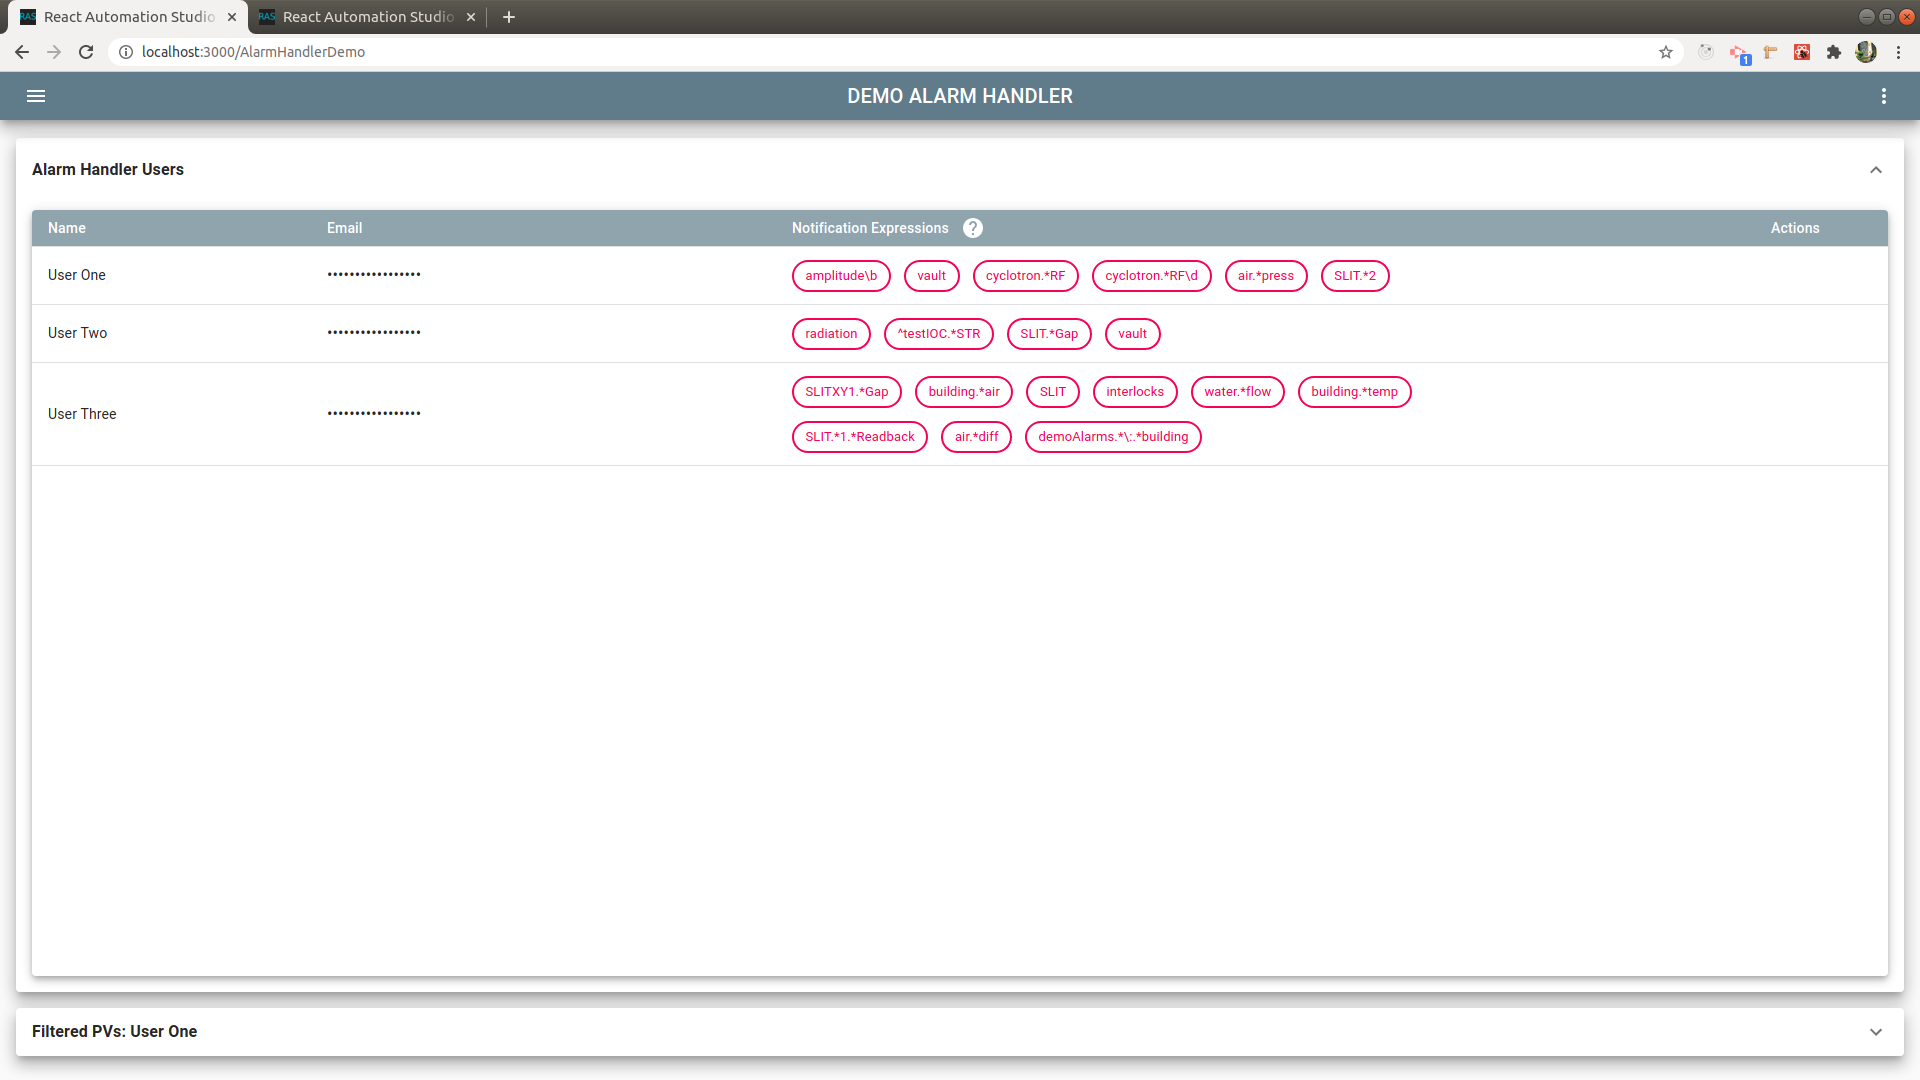 RAS React Automation Studio RAS React Automation Studio
localhost:3000/AlarmHandlerDemo
1
DEMO ALARM HANDLER
Alarm Handler Users
Name Email Notification Expressions ? Actions
User One ••••••••••••••••• amplitude\b vault cyclotron.*RF cyclotron.*RF\d air.*press SLIT.*2
User Two ••••••••••••••••• radiation ^testIOC.*STR SLIT.*Gap vault
SLITXY1.*Gap building.*air SLIT interlocks water.*flow building.*temp
User Three •••••••••••••••••
SLIT.*1.*Readback air.*diff demoAlarms.*\:.*building
Filtered PVs: User One